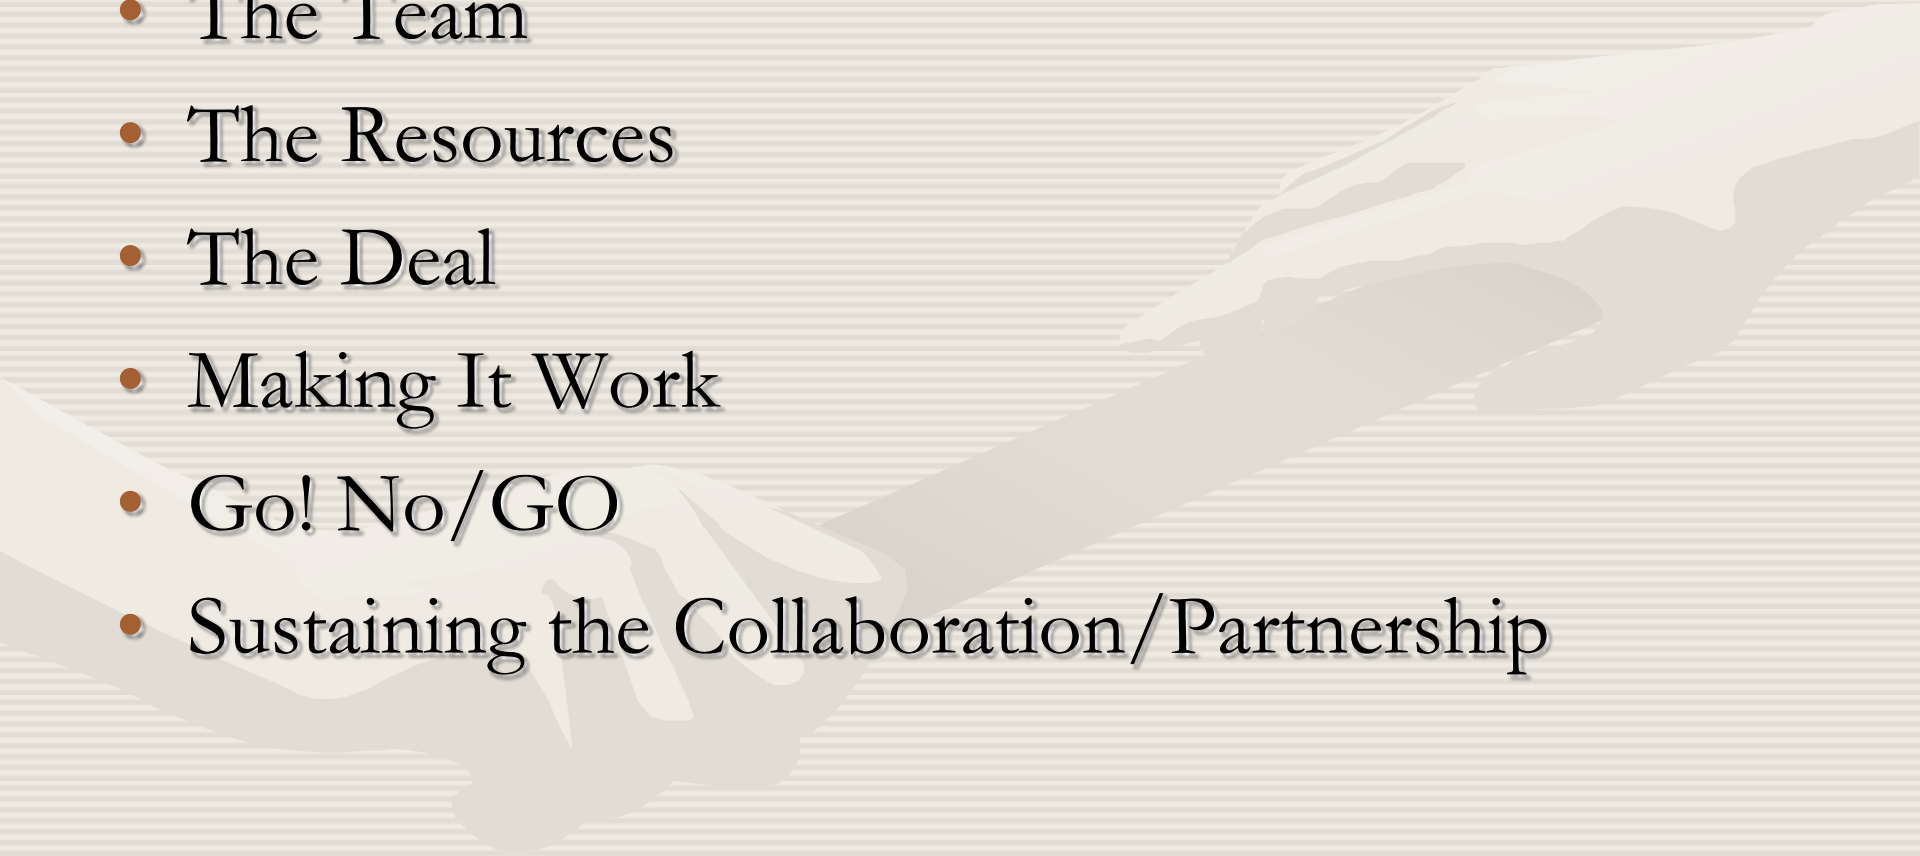 • The Team
• The Resources
• The Deal
• Making It Work
• Go! No/GO
• Sustaining the Collaboration/Partnership